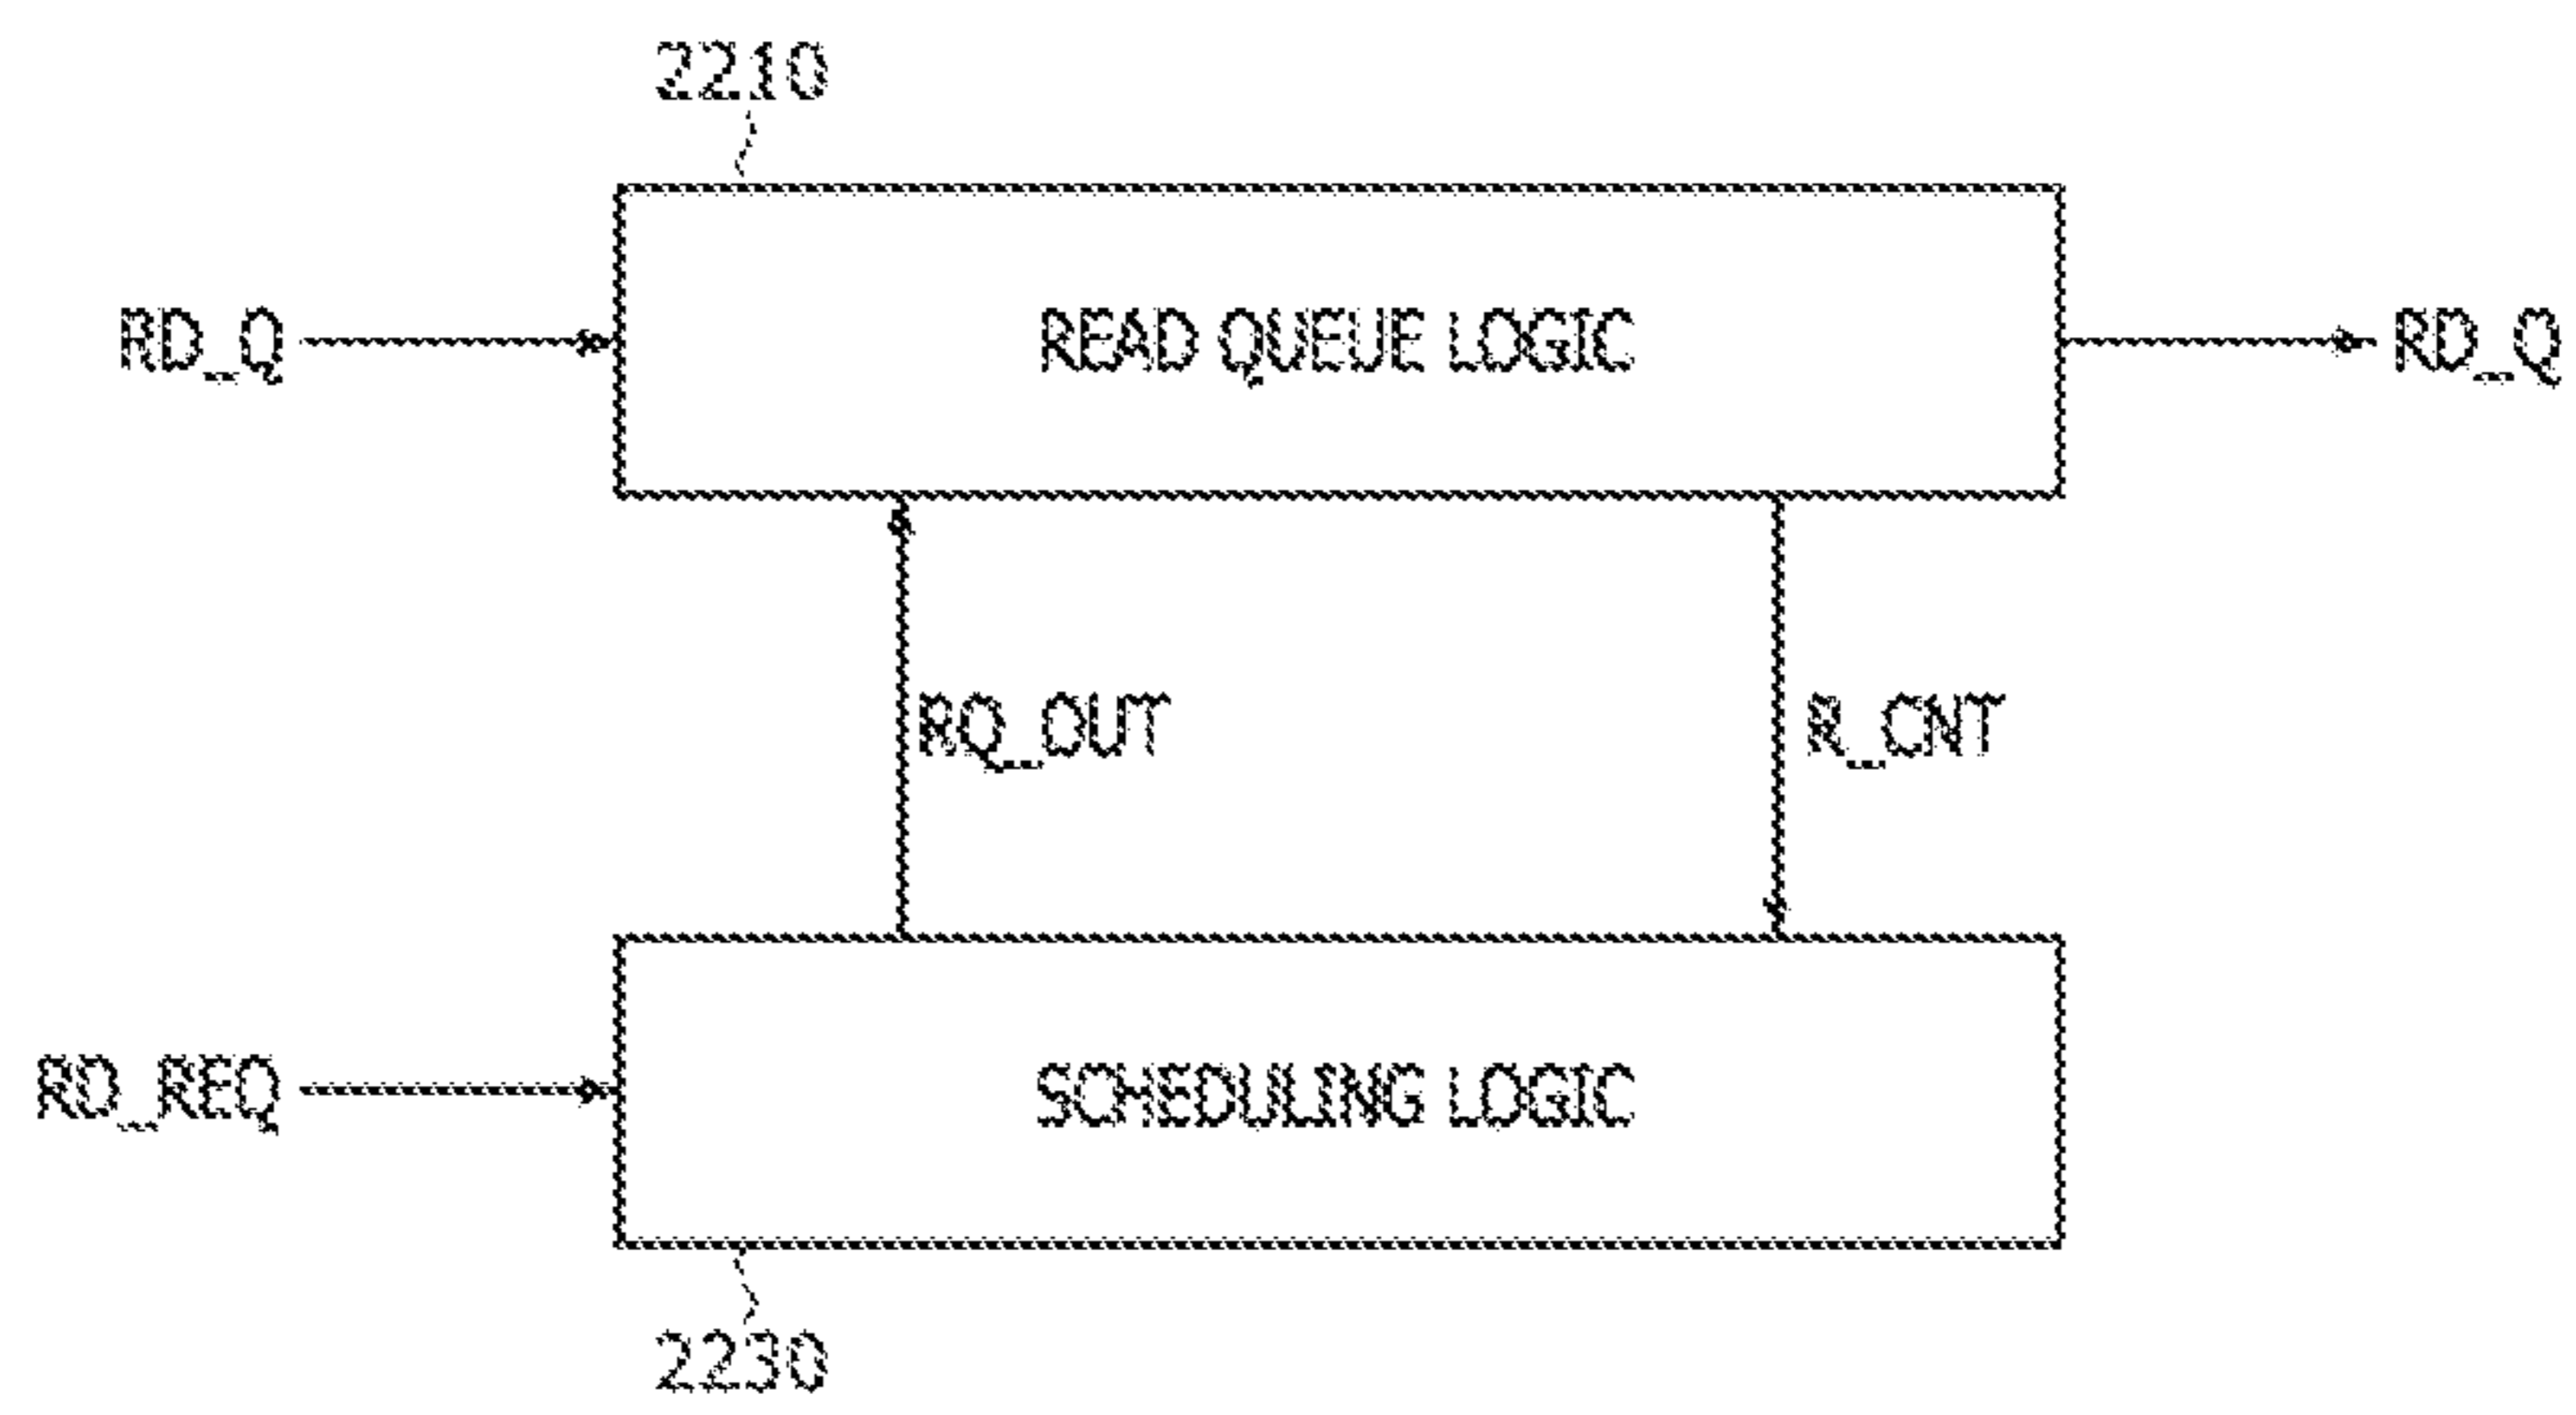 2210
RD_Q
READ QUEUE LOGIC
RD_Q
RQ_OUT
R_CNT
RD_REQ
SCHEDULING LOGIC
2230